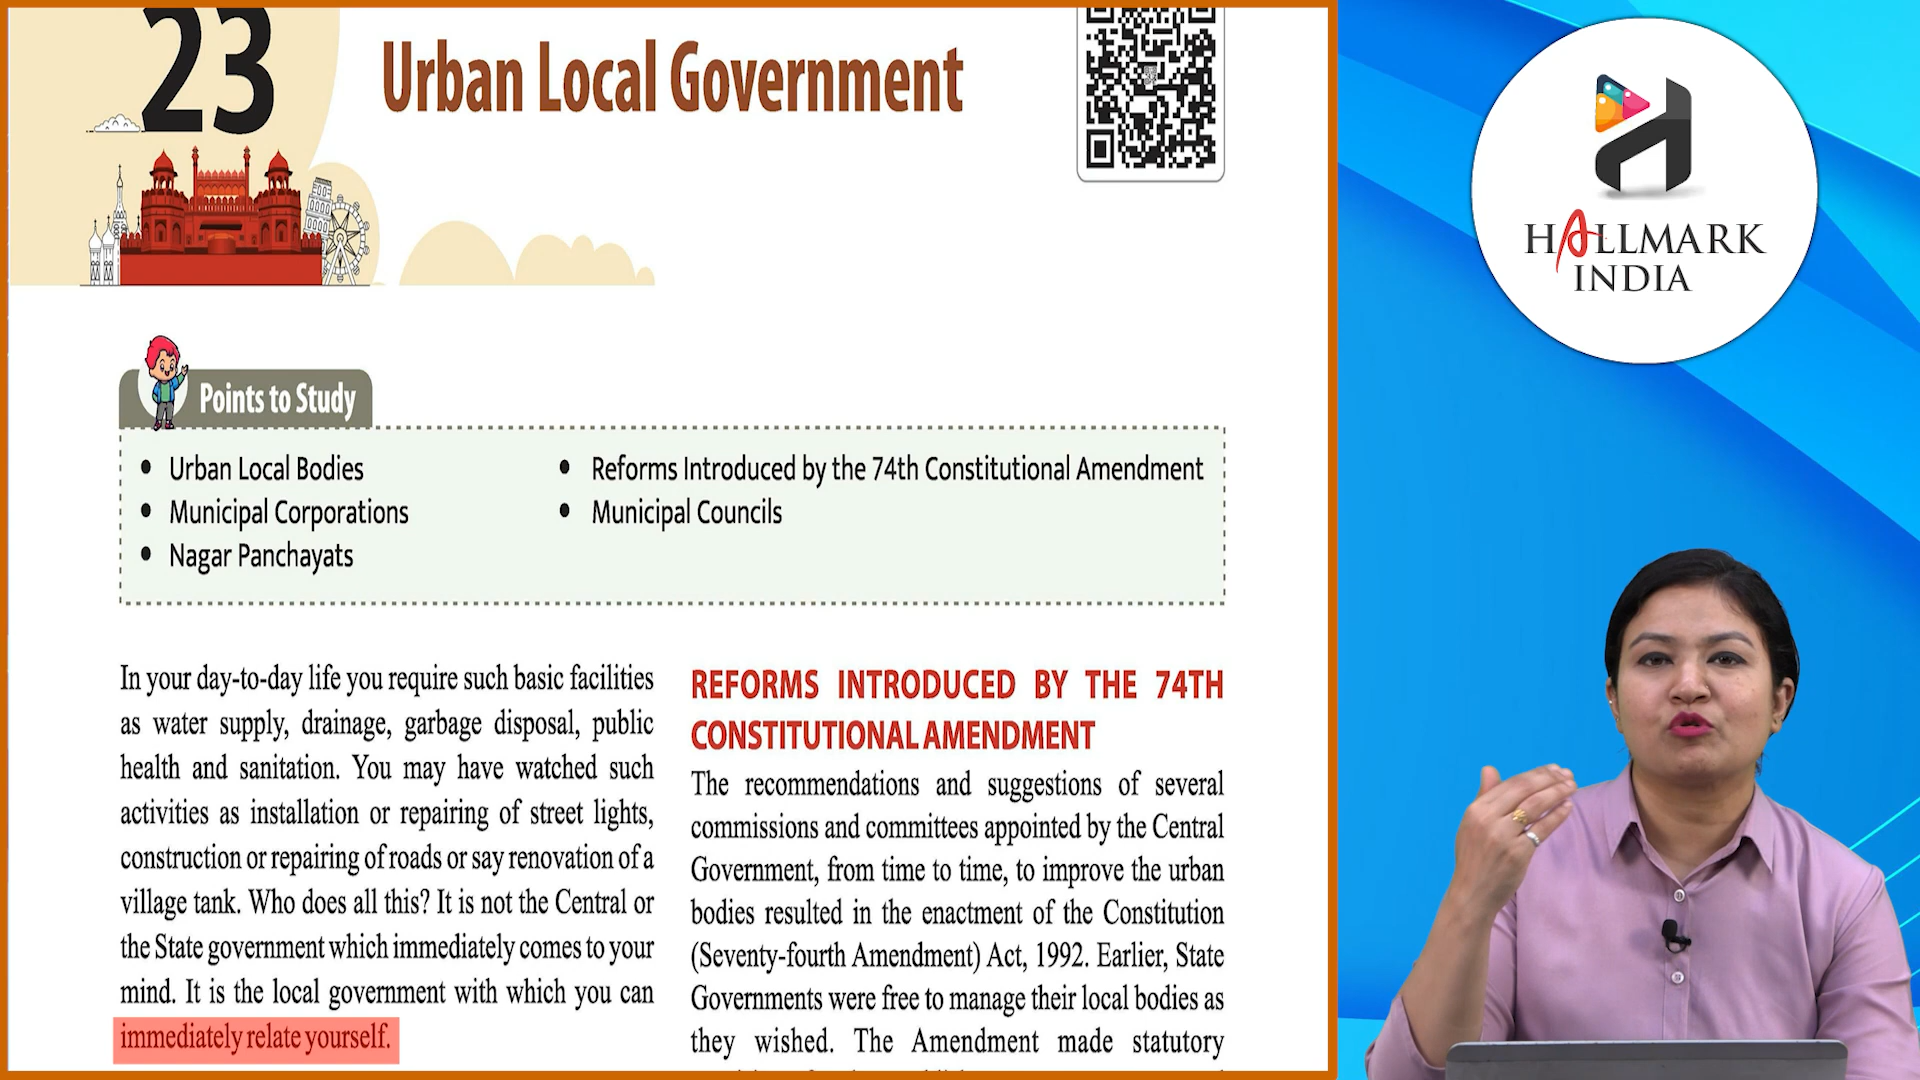 23
Urban Local Government
Points to Study
• Urban Local Bodies
• Municipal Corporations
• Nagar Panchayats
• Reforms Introduced by the 74th Constitutional Amendment
• Municipal Councils
In your day-to-day life you require such basic facilities
as water supply, drainage, garbage disposal, public
health and sanitation. You may have watched such
activities as installation or repairing of street lights,
construction or repairing of roads or say renovation of a
village tank. Who does all this? It is not the Central or
the State government which immediately comes to your
mind. It is the local government with which you can
immediately relate yourself.
REFORMS INTRODUCED BY THE 74TH
CONSTITUTIONAL AMENDMENT
The recommendations and suggestions of several
commissions and committees appointed by the Central
Government, from time to time, to improve the urban
bodies resulted in the enactment of the Constitution
(Seventy-fourth Amendment) Act, 1992. Earlier, State
Governments were free to manage their local bodies as
they wished. The Amendment made statutory
HALLMARK
INDIA